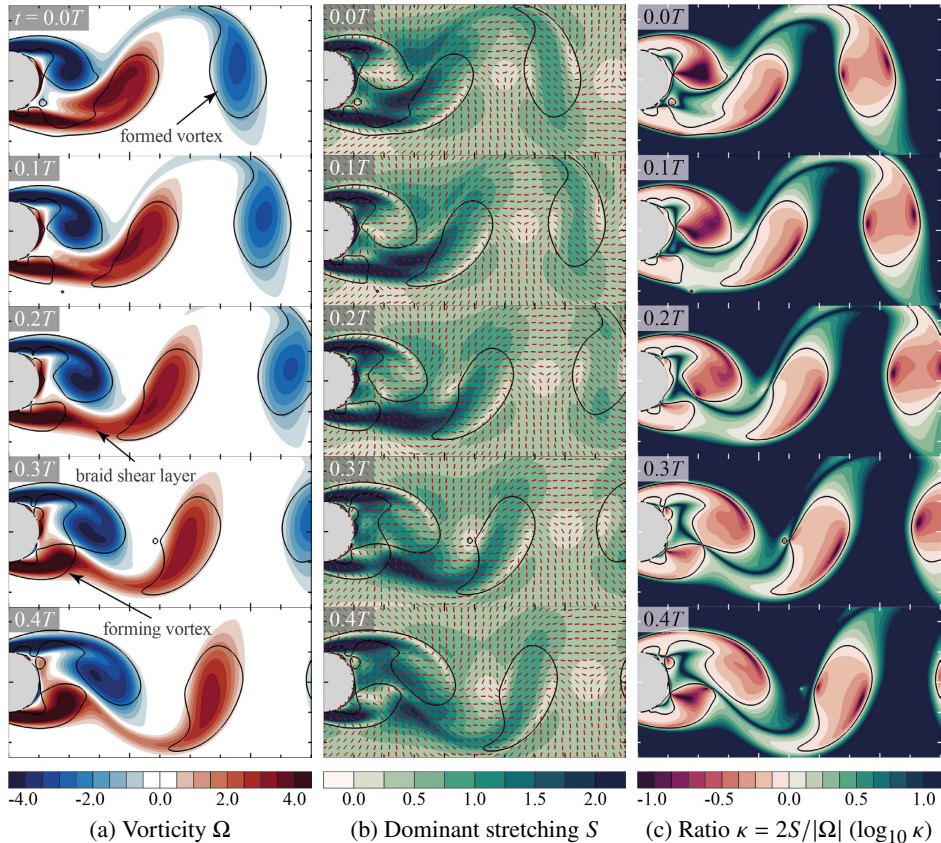 t = 0.0T
0.0T
0.0T
formed vortex
0.1T
0.1T
0.1T
0.2T
0.2T
0.2T
braid shear layer
0.3T
0.3T
0.3T
forming vortex
0.4T
0.4T
0.4T
-4.0 -2.0 0.0 2.0 4.0
0.0 0.5 1.0 1.5 2.0
-1.0 -0.5 0.0 0.5 1.0
(a) Vorticity Ω
(b) Dominant stretching S
(c) Ratio κ = 2S/|Ω| (log₁₀ κ)